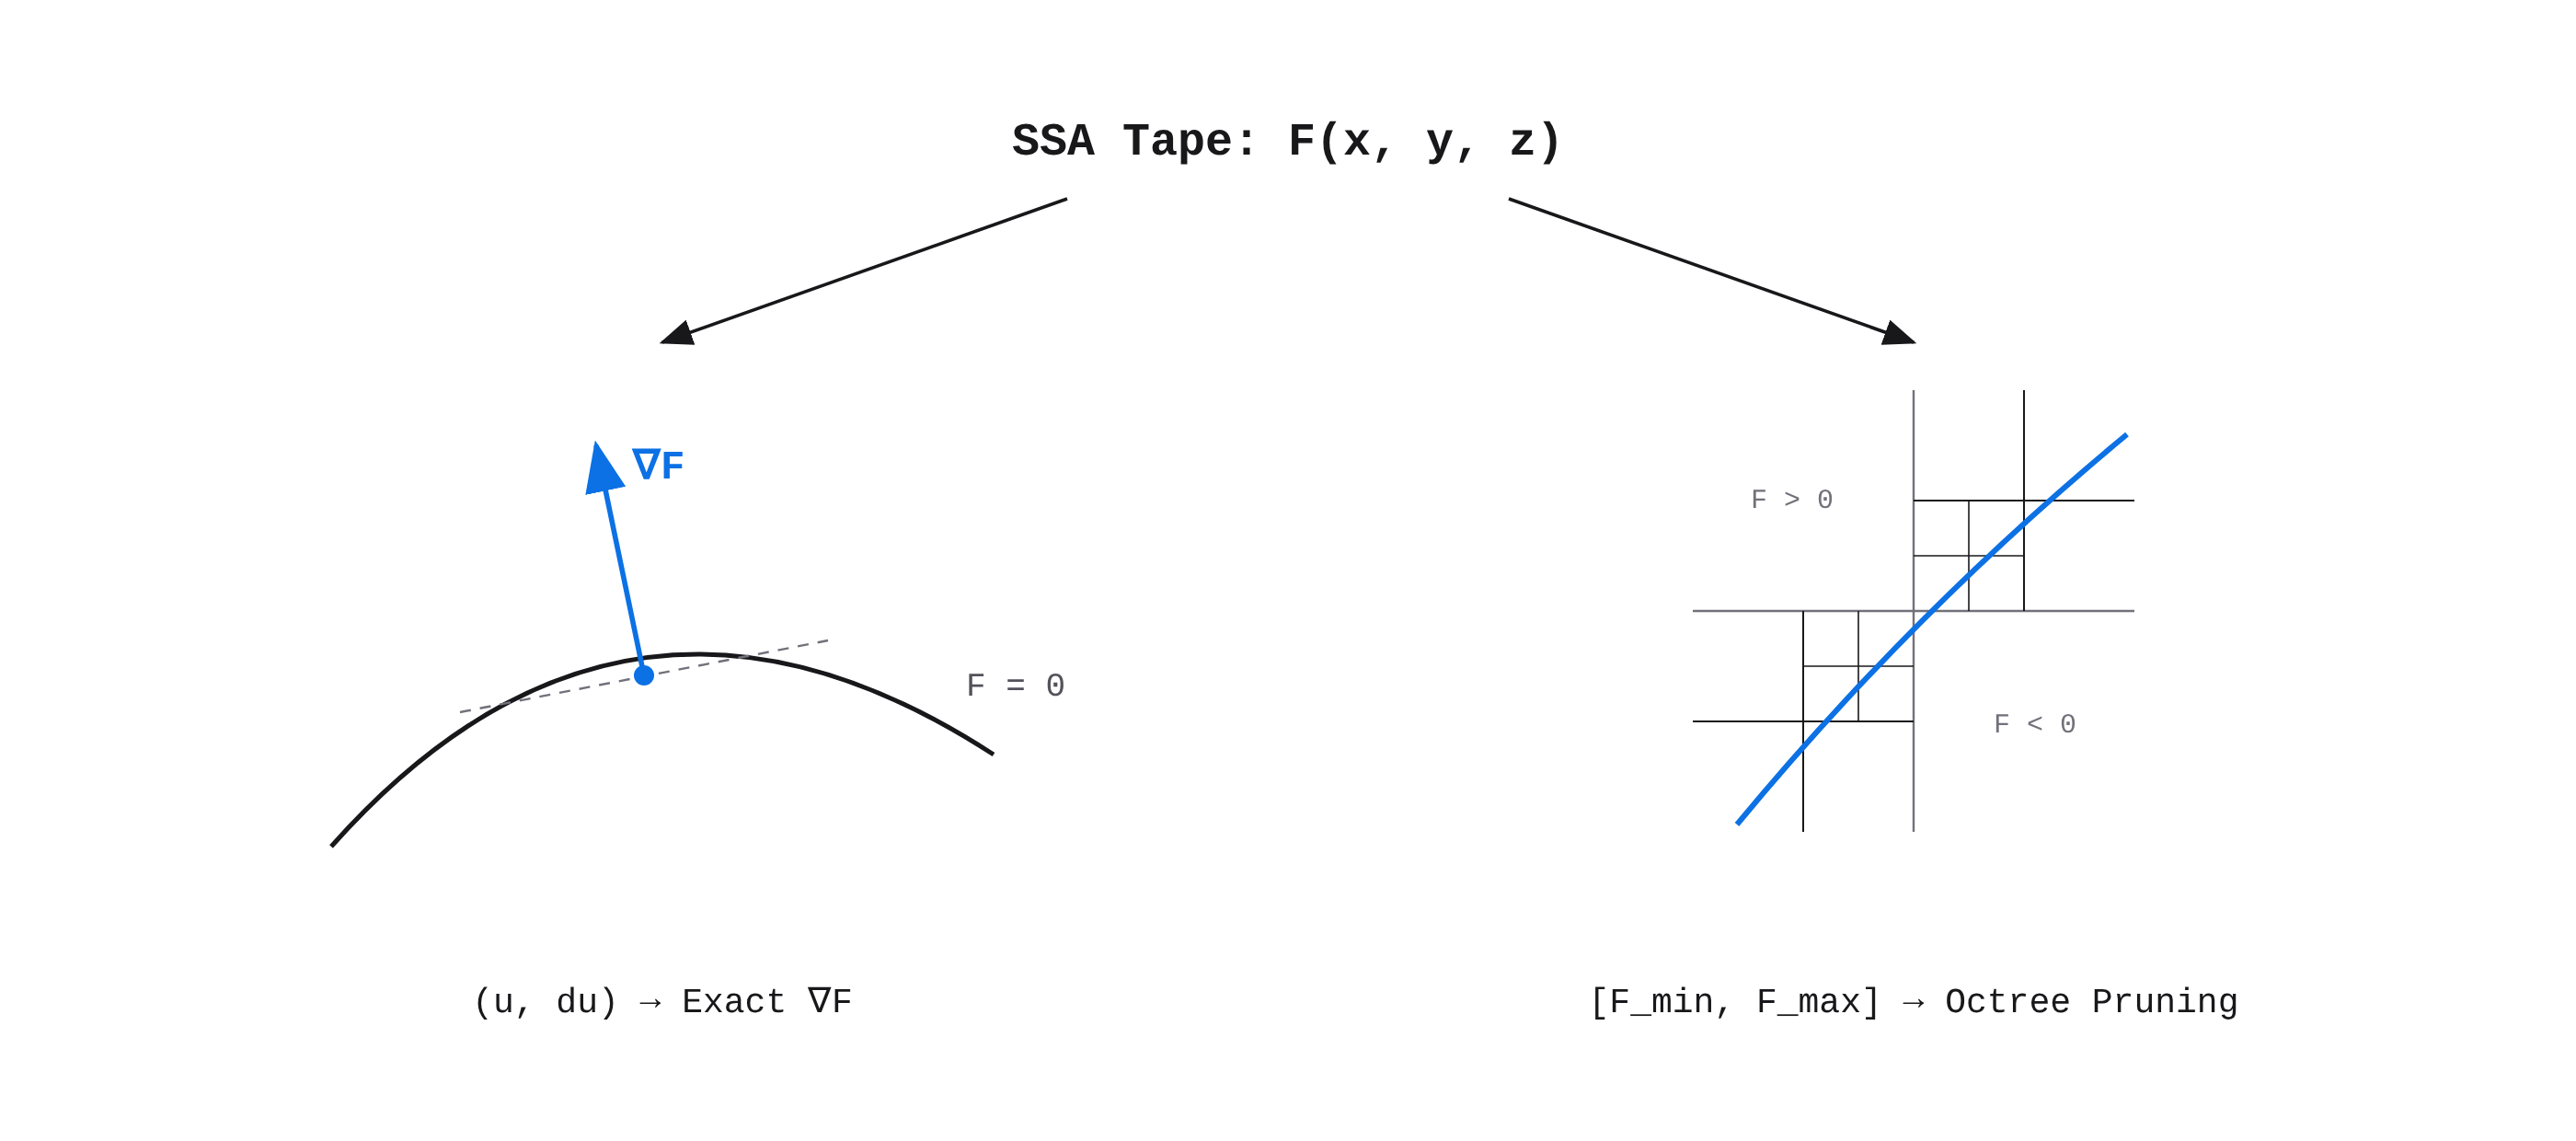 SSA Tape: F(x, y, z)
∇F
F > 0
F = 0
F < 0
(u, du) → Exact ∇F
[F_min, F_max] → Octree Pruning